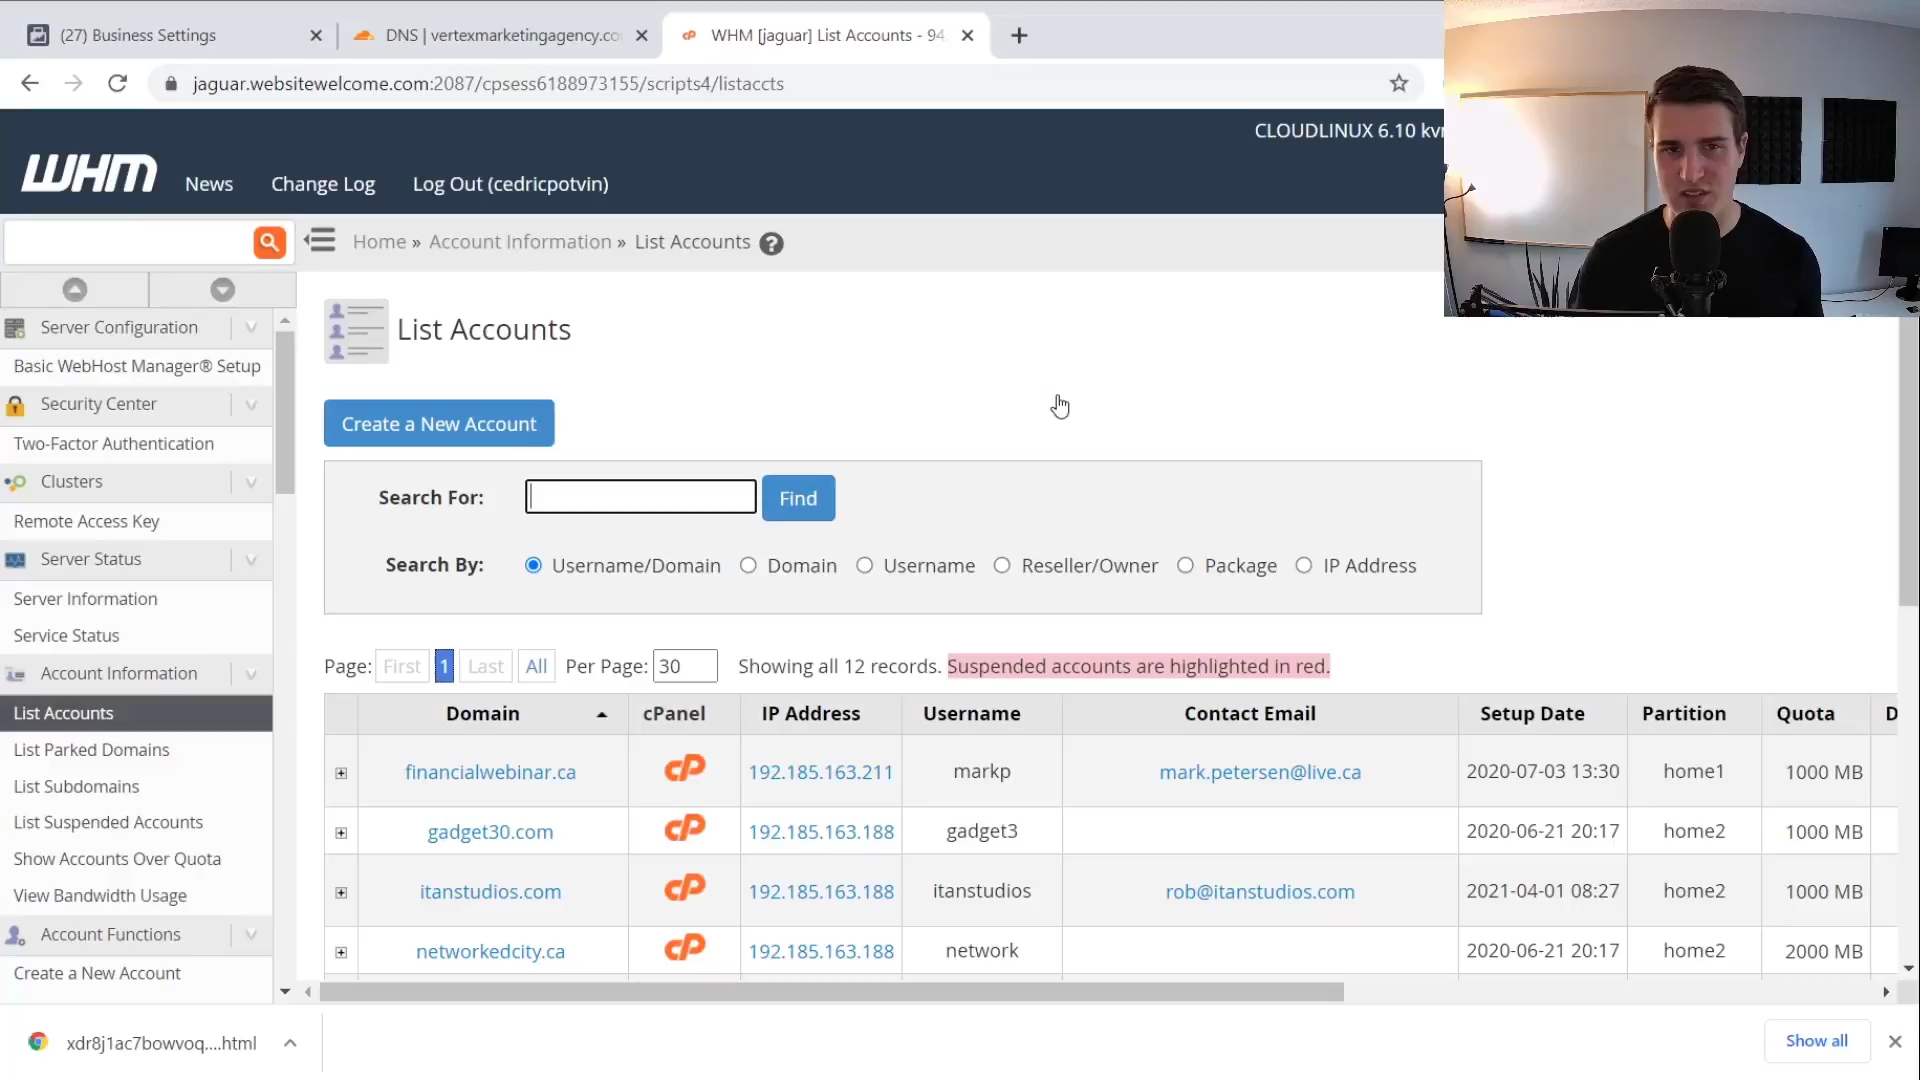 (27) Business Settings
DNS | vertexmarketingagency.co
WHM [jaguar] List Accounts - 94.
jaguar.websitewelcome.com:2087/cpsess6188973155/scripts4/listaccts
CLOUDLINUX 6.10 kvm
WHM
News
Change Log
Log Out (cedricpotvin)
Home » Account Information » List Accounts
Server Configuration
Basic WebHost Manager® Setup
Security Center
Two-Factor Authentication
Clusters
Remote Access Key
Server Status
Server Information
Service Status
Account Information
List Accounts
List Parked Domains
List Subdomains
List Suspended Accounts
Show Accounts Over Quota
View Bandwidth Usage
Account Functions
Create a New Account
List Accounts
Create a New Account
Search For:
Find
Search By: Username/Domain Domain Username Reseller/Owner Package IP Address
Page: First 1 Last All Per Page: 30 Showing all 12 records. Suspended accounts are highlighted in red.
Domain cPanel IP Address Username Contact Email Setup Date Partition Quota D
financialwebinar.ca cP 192.185.163.211 markp mark.petersen@live.ca 2020-07-03 13:30 home1 1000 MB
gadget30.com cP 192.185.163.188 gadget3 2020-06-21 20:17 home2 1000 MB
itanstudios.com cP 192.185.163.188 itanstudios rob@itanstudios.com 2021-04-01 08:27 home2 1000 MB
networkedcity.ca cP 192.185.163.188 network 2020-06-21 20:17 home2 2000 MB
xdr8j1ac7bowvoq....html
Show all